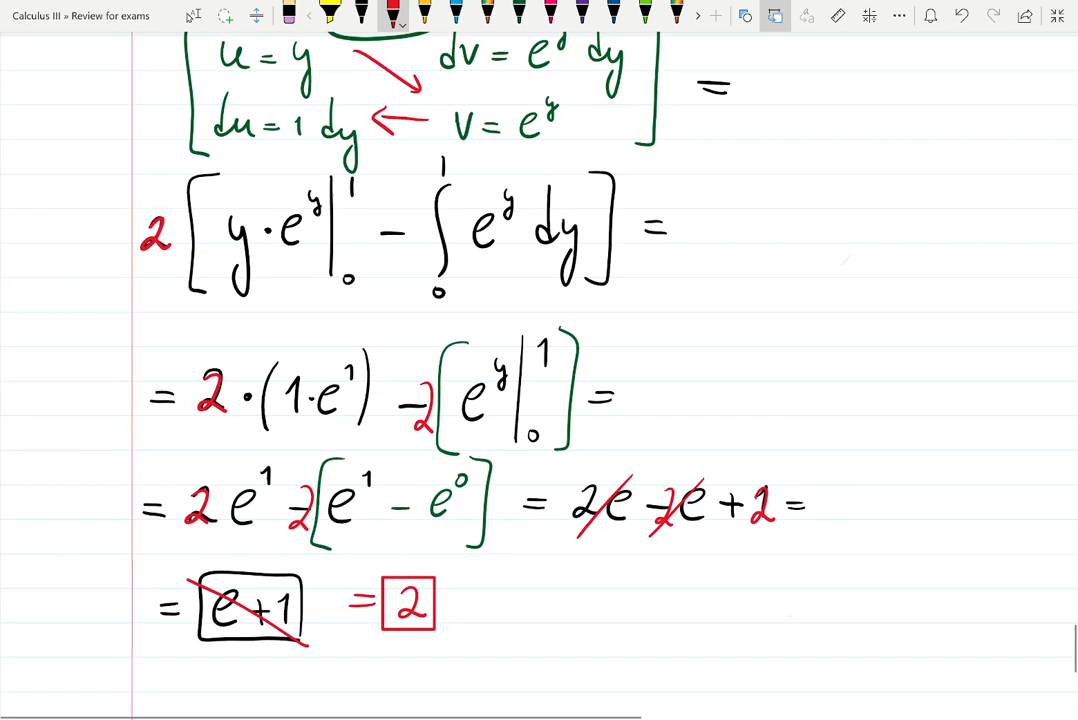 Calculus III » Review for exams
u = y dv = e^y dy
=
du = 1 dy v = e^y
2 [ y · e^y |_0^1 − ∫_0^1 e^y dy ] =
= 2 · (1 · e^1) − 2 [ e^y |_0^1 ] =
= 2 e^1 − 2 [ e^1 − e^0 ] = 2e − 2e + 2 =
= e + 1 = 2